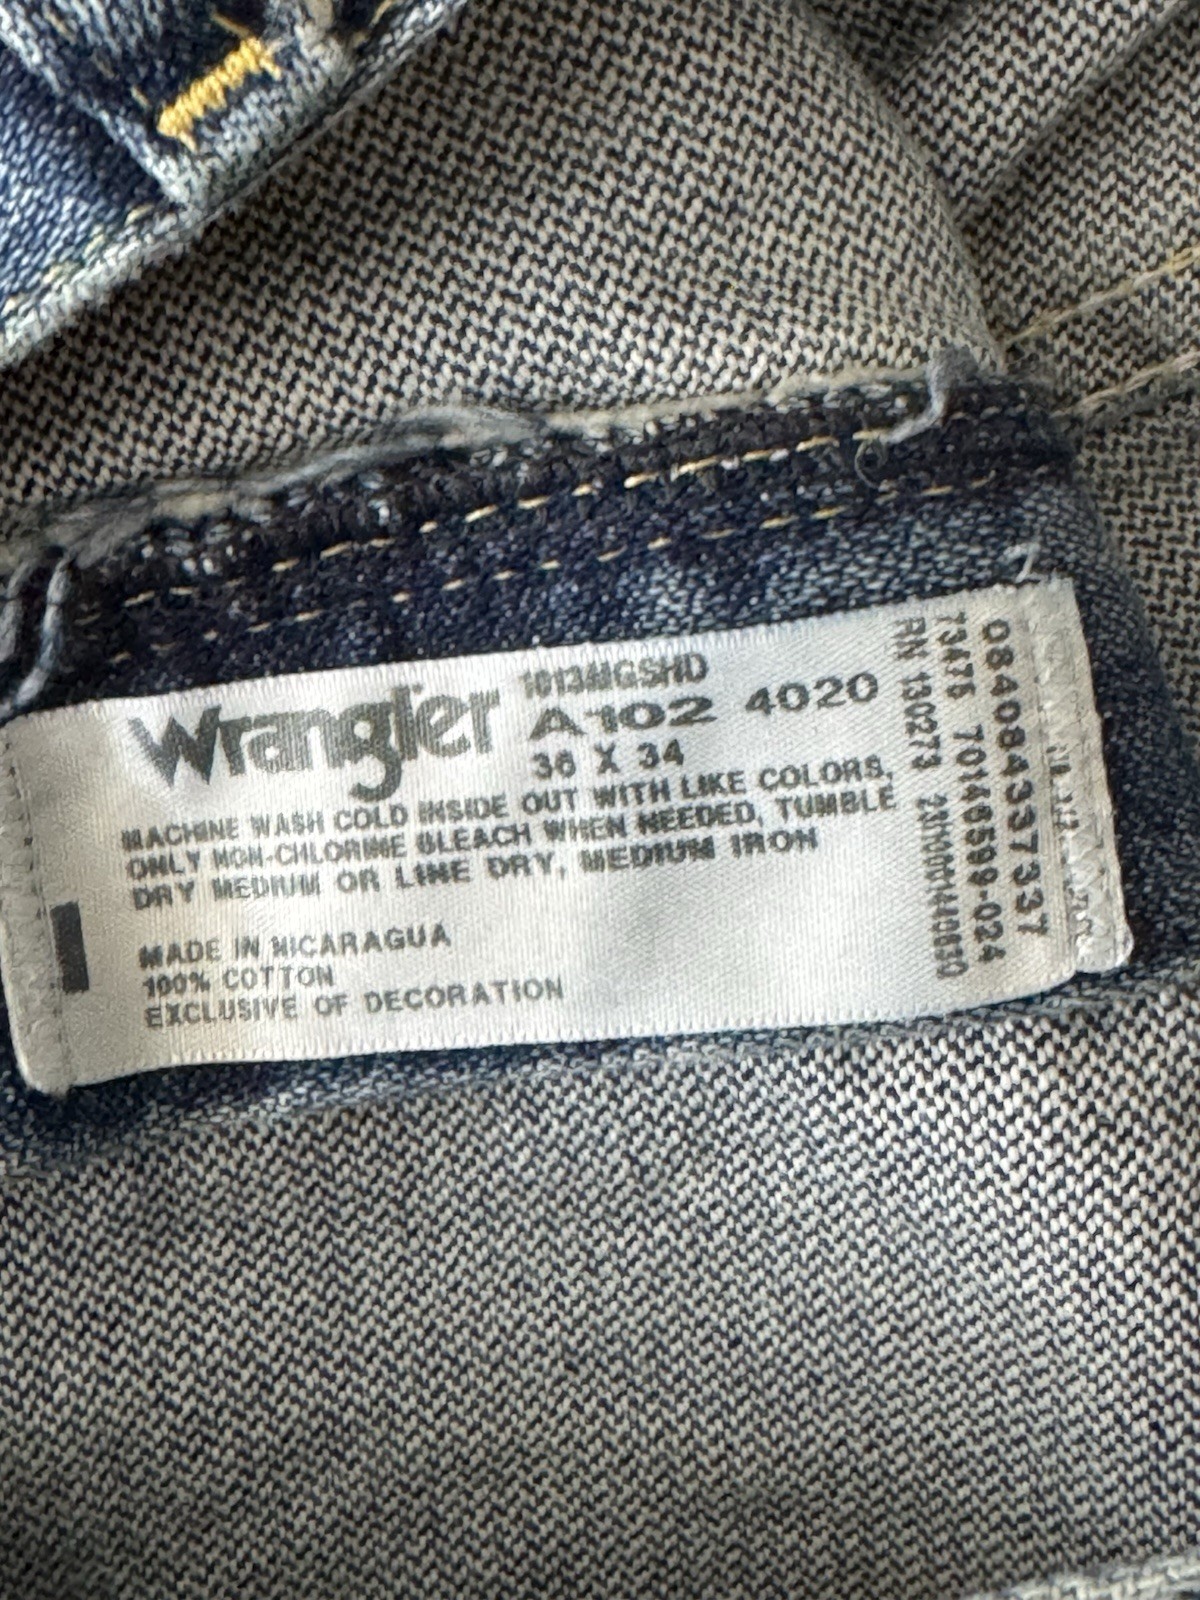 Wrangler
1013MGSHD
A102 4020
36 X 34
MACHINE WASH COLD INSIDE OUT WITH LIKE COLORS,
ONLY NON-CHLORINE BLEACH WHEN NEEDED, TUMBLE
DRY MEDIUM OR LINE DRY, MEDIUM IRON
MADE IN NICARAGUA
100% COTTON
EXCLUSIVE OF DECORATION
084084337337
73475 70146599-024
RN 130273